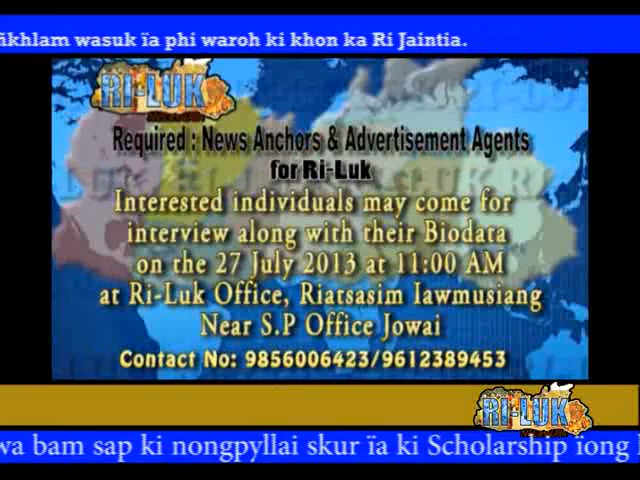 ñkhlam wasuk ïa phi waroh ki khon ka Ri Jaintia.
RI-LUK
Required : News Anchors & Advertisement Agents
for Ri-Luk
Interested individuals may come for
interview along with their Biodata
on the 27 July 2013 at 11:00 AM
at Ri-Luk Office, Riatsasim Iawmusiang
Near S.P Office Jowai
Contact No: 9856006423/9612389453
RI-LUK
wa bam sap ki nongpyllai skur ïa ki Scholarship ïong